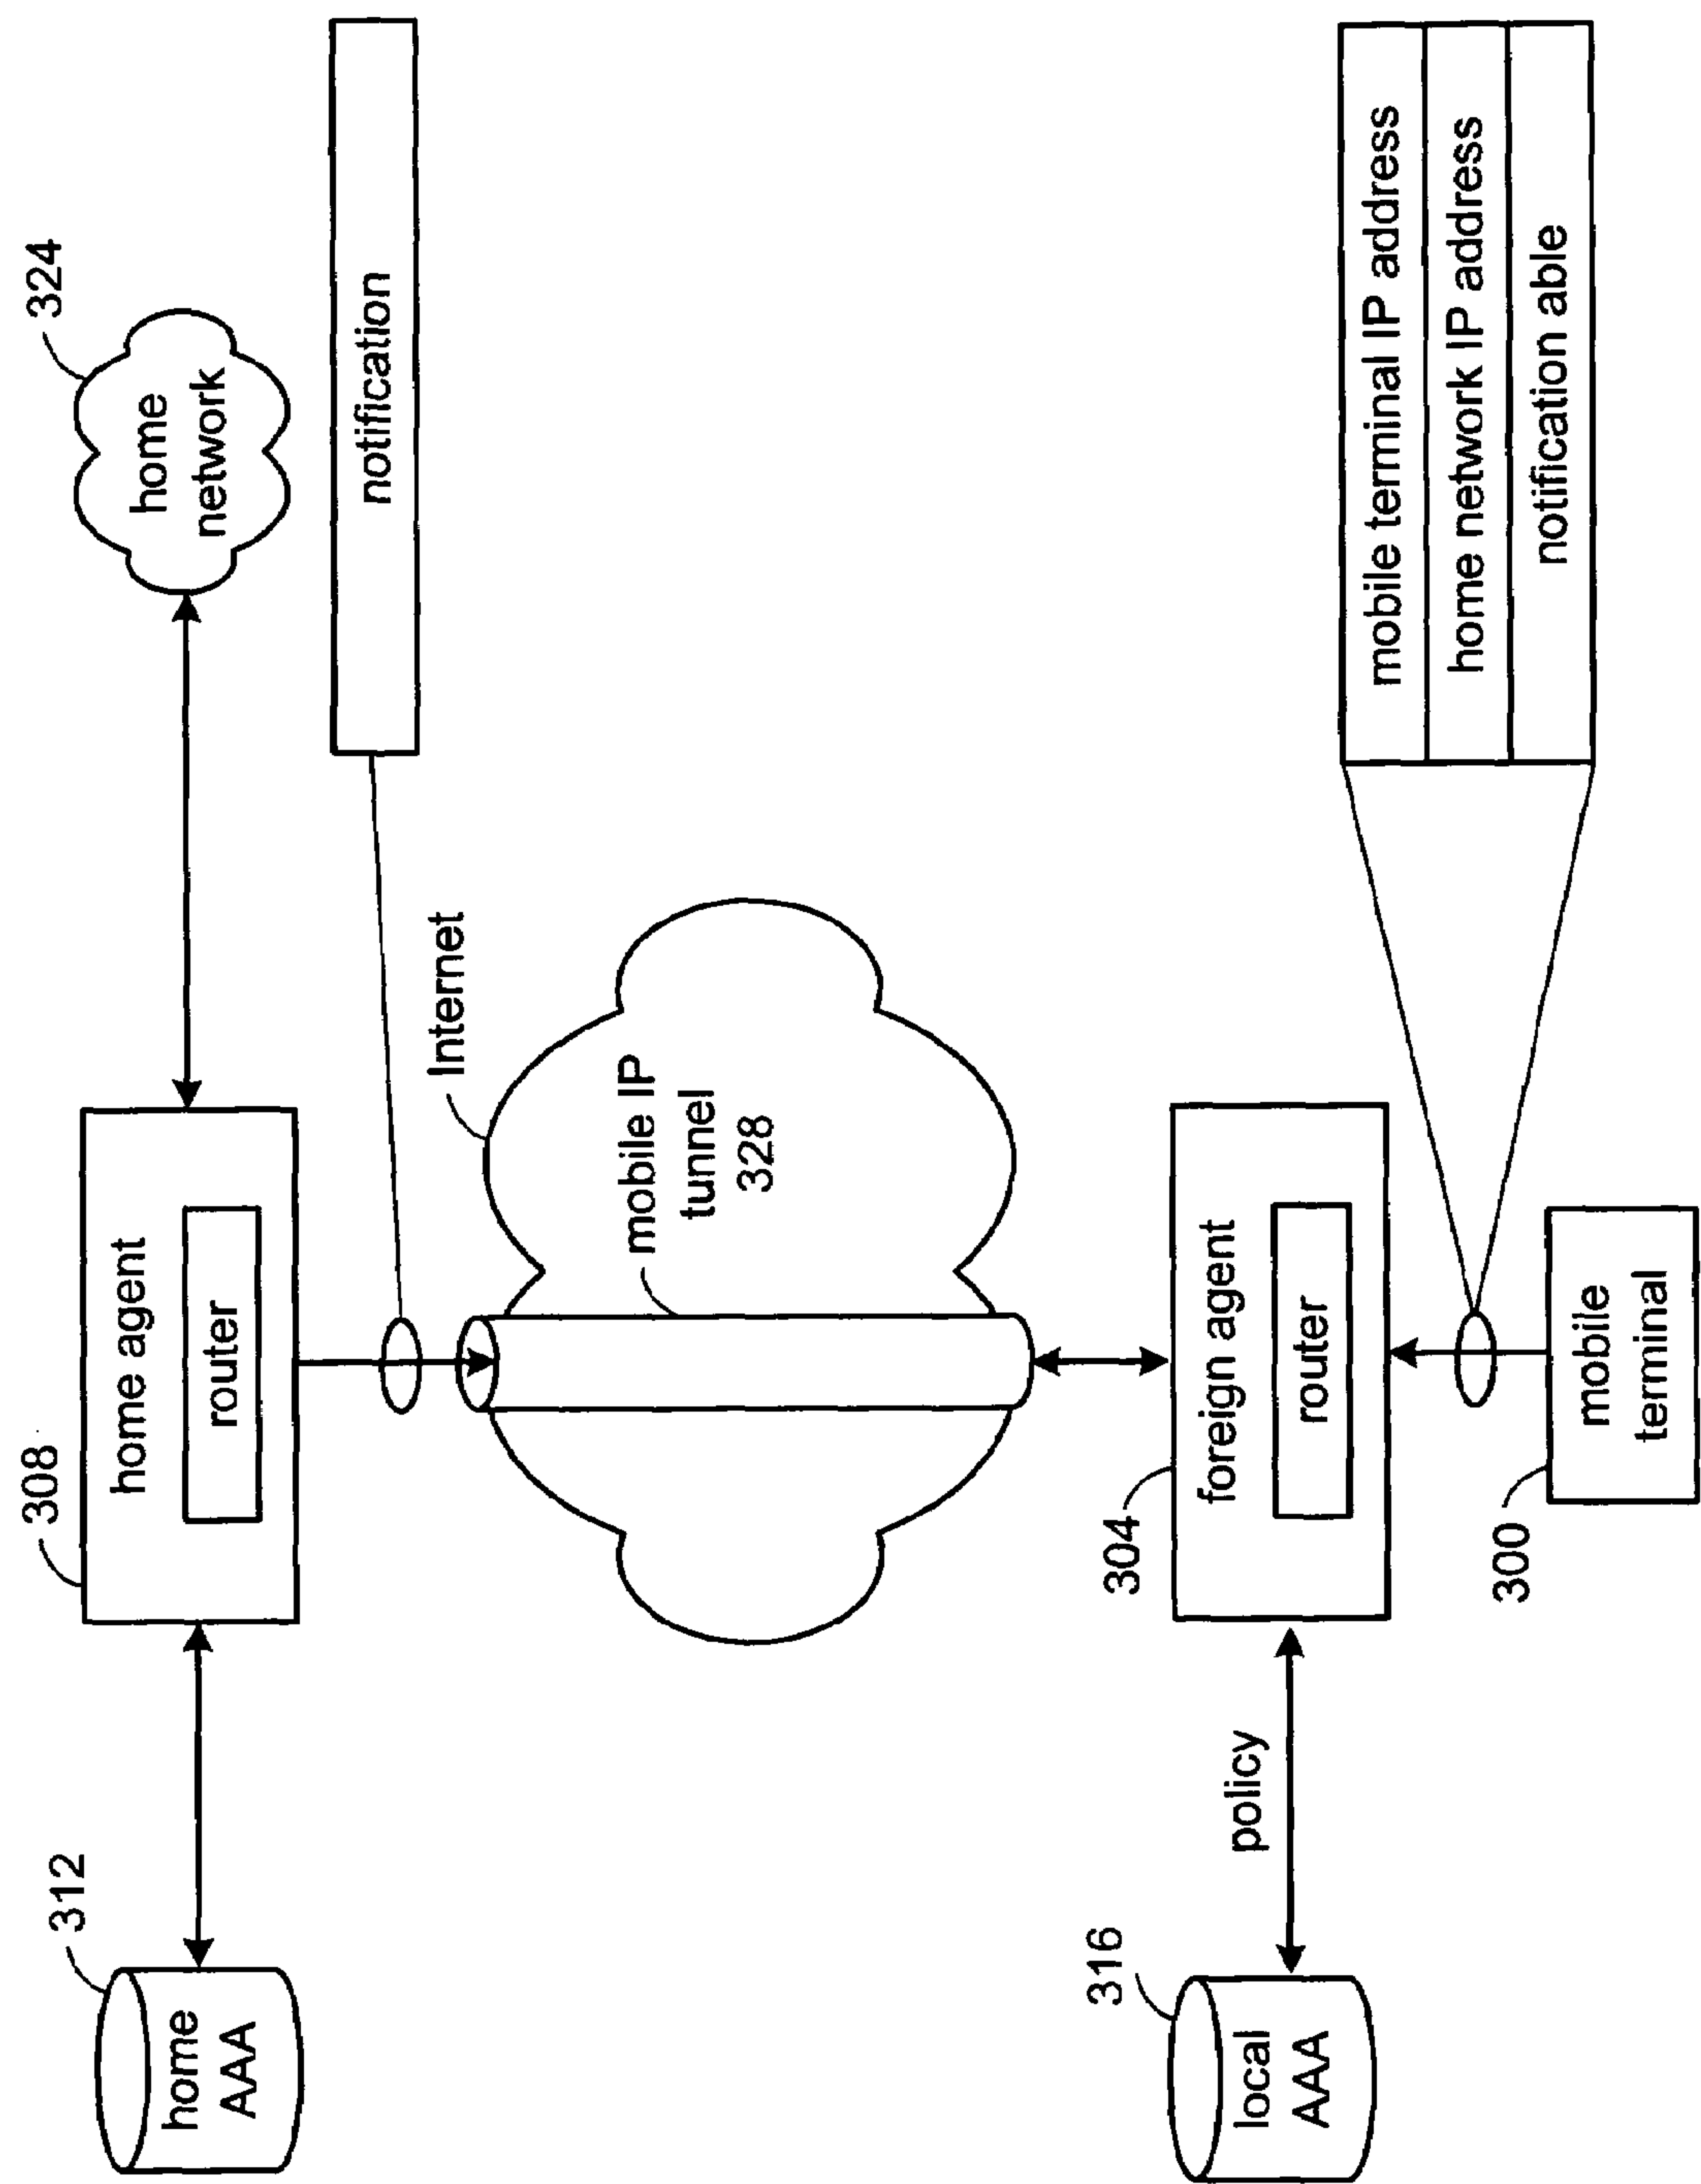 312
home
AAA
308
home agent
router
324
home
network
notification
Internet
mobile IP
tunnel
328
316
local
AAA
policy
304
foreign agent
router
300
mobile
terminal
mobile terminal IP address
home network IP address
notification able